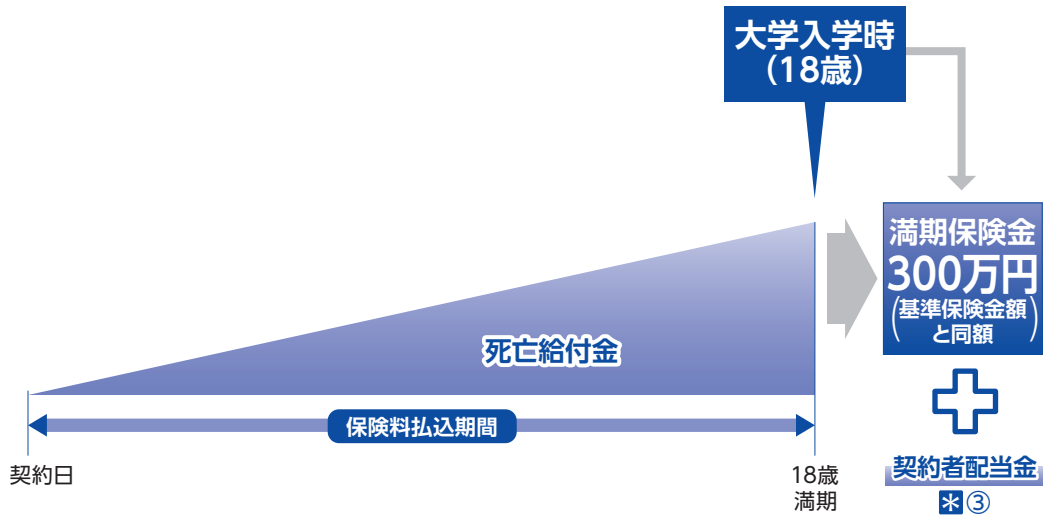 大学入学時
(18歳)
満期保険金
300万円
(基準保険金額
と同額)
死亡給付金
保険料払込期間
契約日
18歳
満期
契約者配当金
*③